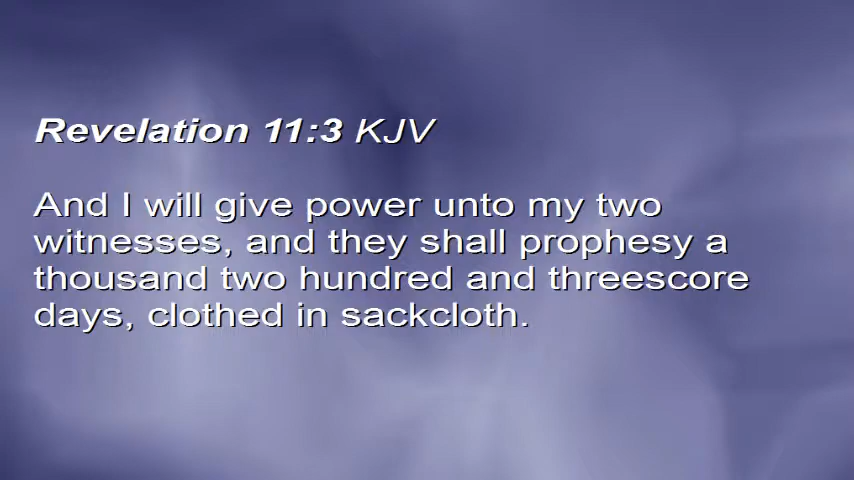 Revelation 11:3 KJV
And I will give power unto my two
witnesses, and they shall prophesy a
thousand two hundred and threescore
days, clothed in sackcloth.